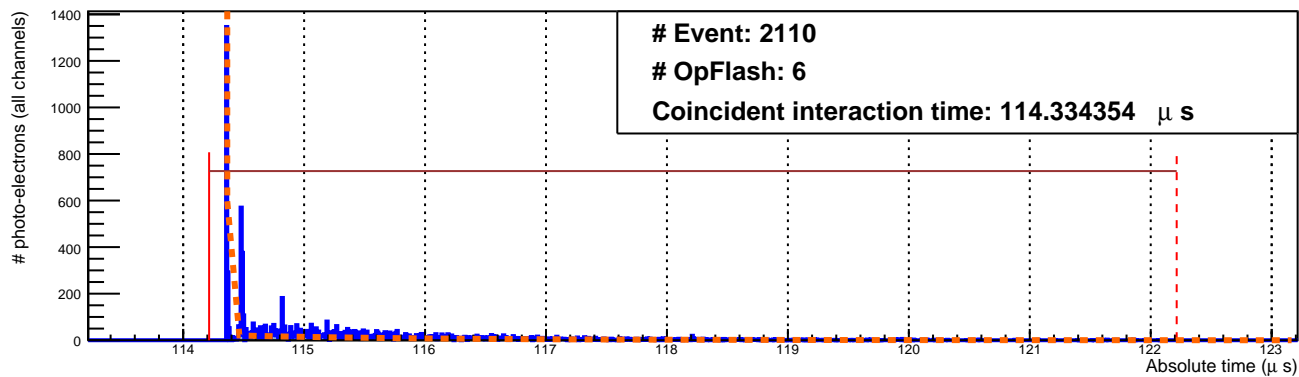 # Event: 2110
# OpFlash: 6
Coincident interaction time: 114.334354 μ s
# photo-electrons (all channels)
1400
1200
1000
800
600
400
200
0
114 115 116 117 118 119 120 121 122 123
Absolute time (μ s)